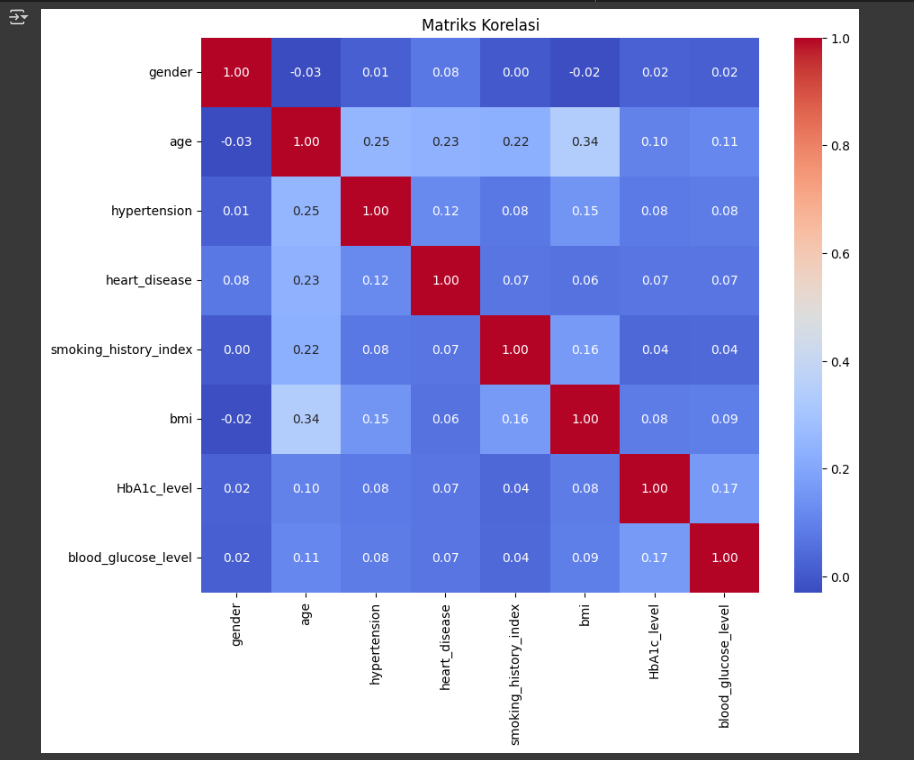 Matriks Korelasi
gender 1.00 -0.03 0.01 0.08 0.00 -0.02 0.02 0.02
age -0.03 1.00 0.25 0.23 0.22 0.34 0.10 0.11
hypertension 0.01 0.25 1.00 0.12 0.08 0.15 0.08 0.08
heart_disease 0.08 0.23 0.12 1.00 0.07 0.06 0.07 0.07
smoking_history_index 0.00 0.22 0.08 0.07 1.00 0.16 0.04 0.04
bmi -0.02 0.34 0.15 0.06 0.16 1.00 0.08 0.09
HbA1c_level 0.02 0.10 0.08 0.07 0.04 0.08 1.00 0.17
blood_glucose_level 0.02 0.11 0.08 0.07 0.04 0.09 0.17 1.00
gender age hypertension heart_disease smoking_history_index bmi HbA1c_level blood_glucose_level
1.0
0.8
0.6
0.4
0.2
0.0